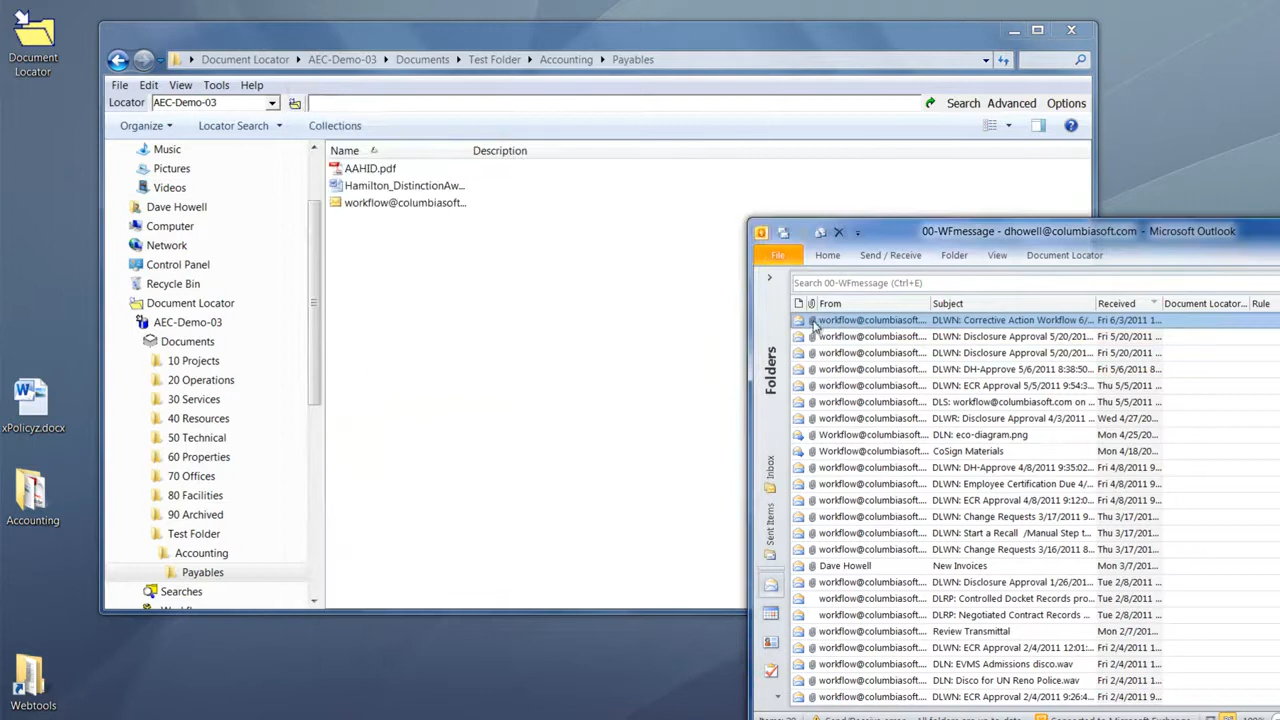 Document
Locator
xPolicyz.docx
Accounting
Webtools
Document Locator
AEC-Demo-03
Documents
Test Folder
Accounting
Payables
File
Edit
View
Tools
Help
Locator
AEC-Demo-03
Search
Advanced
Options
Organize
Locator Search
Collections
Music
Pictures
Videos
Dave Howell
Computer
Network
Control Panel
Recycle Bin
Document Locator
AEC-Demo-03
Documents
10 Projects
20 Operations
30 Services
40 Resources
50 Technical
60 Properties
70 Offices
80 Facilities
90 Archived
Test Folder
Accounting
Payables
Searches
Name
Description
AAHID.pdf
Hamilton_DistinctionAw...
workflow@columbiasoft...
00-WFmessage - dhowell@columbiasoft.com - Microsoft Outlook
File
Home
Send / Receive
Folder
View
Document Locator
Search 00-WFmessage (Ctrl+E)
From Subject Received Document Locator... Rule
workflow@columbiasoft.... DLWN: Corrective Action Workflow 6/... Fri 6/3/2011 1...
workflow@columbiasoft.... DLWN: Disclosure Approval 5/20/201... Fri 5/20/201...
workflow@columbiasoft.... DLWN: Disclosure Approval 5/20/201... Fri 5/20/201...
workflow@columbiasoft.... DLWN: DH-Approve 5/6/2011 8:38:50... Fri 5/6/2011 8...
workflow@columbiasoft.... DLWN: ECR Approval 5/5/2011 9:54:3... Thu 5/5/2011...
workflow@columbiasoft.... DLS: workflow@columbiasoft.com on ... Thu 5/5/2011...
workflow@columbiasoft.... DLWR: Disclosure Approval 4/3/2011 ... Wed 4/27/20...
Workflow@columbiasoft.... DLN: eco-diagram.png Mon 4/25/20...
Workflow@columbiasoft.... CoSign Materials Mon 4/18/20...
workflow@columbiasoft.... DLWN: DH-Approve 4/8/2011 9:35:02... Fri 4/8/2011 9...
workflow@columbiasoft.... DLWN: Employee Certification Due 4/... Fri 4/8/2011 9...
workflow@columbiasoft.... DLWN: ECR Approval 4/8/2011 9:12:0... Fri 4/8/2011 9...
workflow@columbiasoft.... DLWN: Change Requests 3/17/2011 9... Thu 3/17/201...
workflow@columbiasoft.... DLWN: Start a Recall /Manual Step t... Thu 3/17/201...
workflow@columbiasoft.... DLWN: Change Requests 3/16/2011 8... Thu 3/17/201...
Dave Howell New Invoices Mon 3/7/201...
workflow@columbiasoft.... DLWN: Disclosure Approval 1/26/201... Tue 2/8/2011 ...
workflow@columbiasoft.... DLRP: Controlled Docket Records pro... Tue 2/8/2011 ...
workflow@columbiasoft.... DLRP: Negotiated Contract Records ... Tue 2/8/2011 ...
workflow@columbiasoft.... Review Transmittal Mon 2/7/201...
workflow@columbiasoft.... DLWN: ECR Approval 2/4/2011 12:01:... Fri 2/4/2011 1...
workflow@columbiasoft.... DLN: EVMS Admissions disco.wav Fri 2/4/2011 ...
workflow@columbiasoft.... DLN: Disco for UN Reno Police.wav Fri 2/4/2011 ...
workflow@columbiasoft.... DLWN: ECR Approval 2/4/2011 9:26:4... Fri 2/4/2011 9...
Folders
Inbox
Sent Items